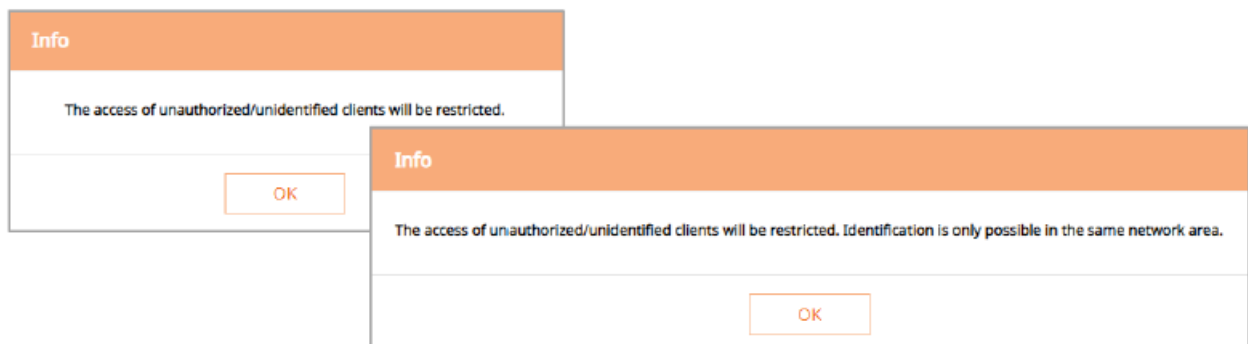 Info
The access of unauthorized/unidentified clients will be restricted.
OK
Info
The access of unauthorized/unidentified clients will be restricted. Identification is only possible in the same network area.
OK